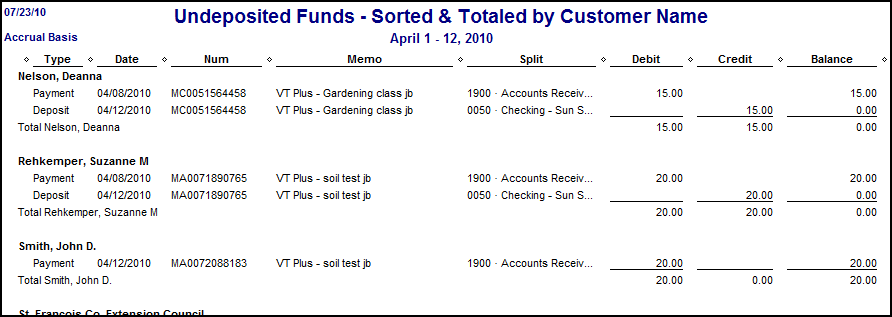 07/23/10 Undeposited Funds - Sorted & Totaled by Customer Name
Accrual Basis April 1 - 12, 2010
Type Date Num Memo Split Debit Credit Balance
Nelson, Deanna
Payment 04/08/2010 MC0051564458 VT Plus - Gardening class jb 1900 · Accounts Receiv... 15.00 15.00
Deposit 04/12/2010 MC0051564458 VT Plus - Gardening class jb 0050 · Checking - Sun S... 15.00 0.00
Total Nelson, Deanna 15.00 15.00 0.00
Rehkemper, Suzanne M
Payment 04/08/2010 MA0071890765 VT Plus - soil test jb 1900 · Accounts Receiv... 20.00 20.00
Deposit 04/12/2010 MA0071890765 VT Plus - soil test jb 0050 · Checking - Sun S... 20.00 0.00
Total Rehkemper, Suzanne M 20.00 20.00 0.00
Smith, John D.
Payment 04/12/2010 MA0072088183 VT Plus - soil test jb 1900 · Accounts Receiv... 20.00 20.00
Total Smith, John D. 20.00 0.00 20.00
St. Francois Co. Extension Council